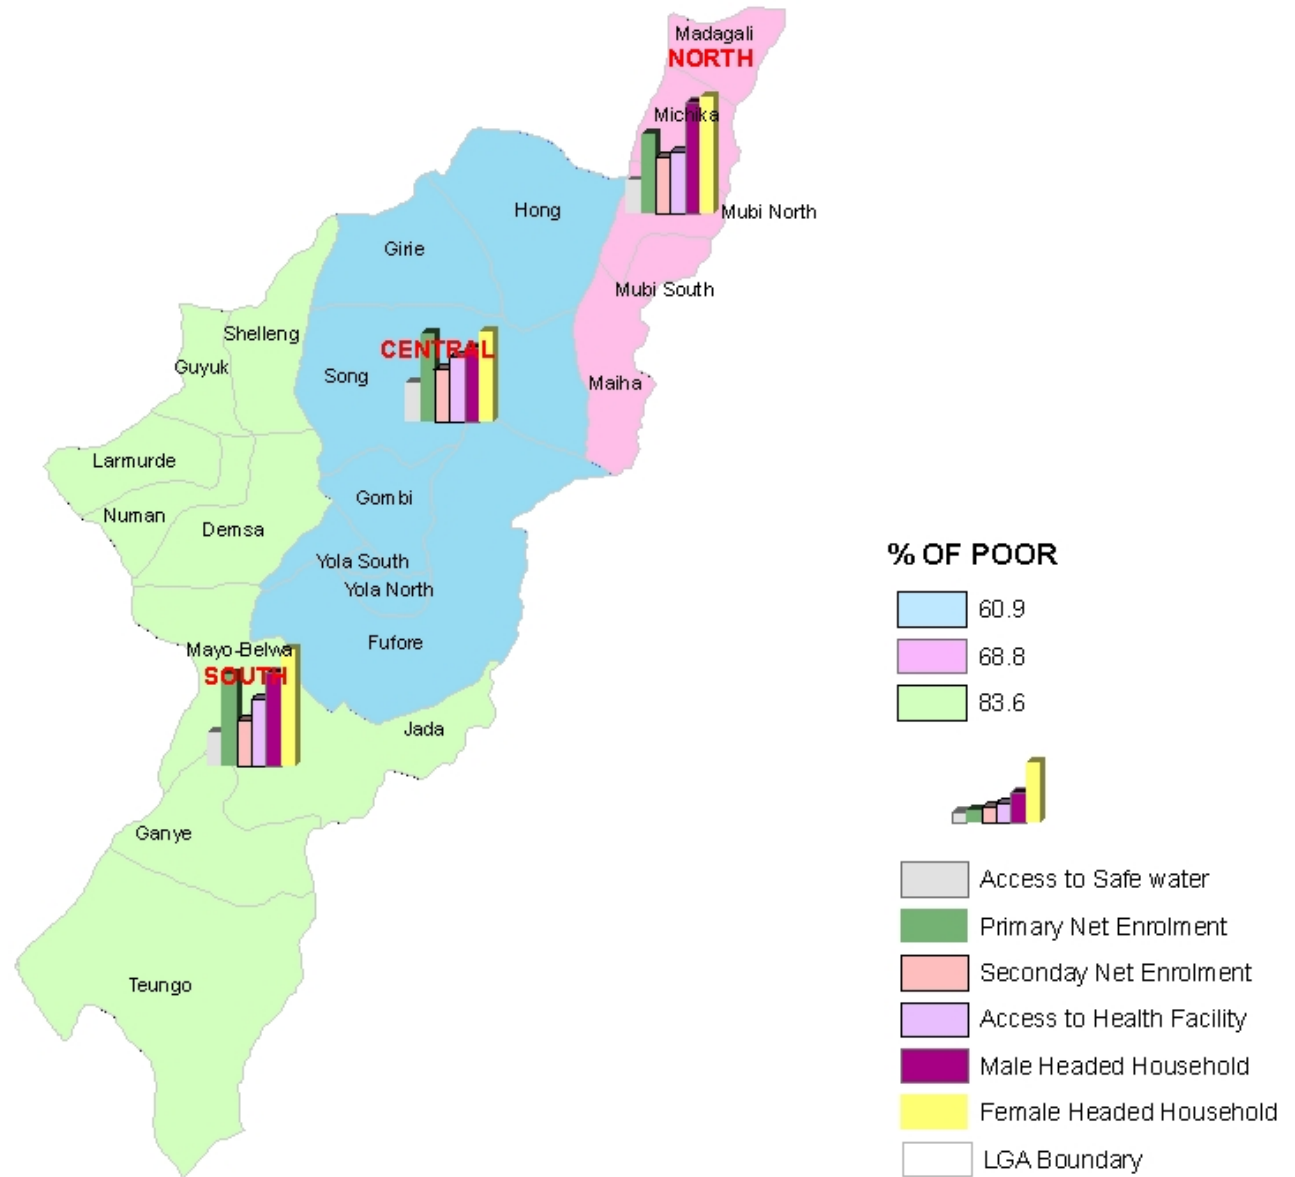 Madagali
NORTH
Michika
Hong
Mubi North
Girie
Mubi South
Shelleng
CENTRAL
Guyuk
Song
Maiha
Larmurde
Gombi
Numan
Demsa
Yola South
Yola North
Fufore
Mayo-Belwa
SOUTH
Jada
Ganye
Teungo
% OF POOR
60.9
68.8
83.6
Access to Safe water
Primary Net Enrolment
Seconday Net Enrolment
Access to Health Facility
Male Headed Household
Female Headed Household
LGA Boundary